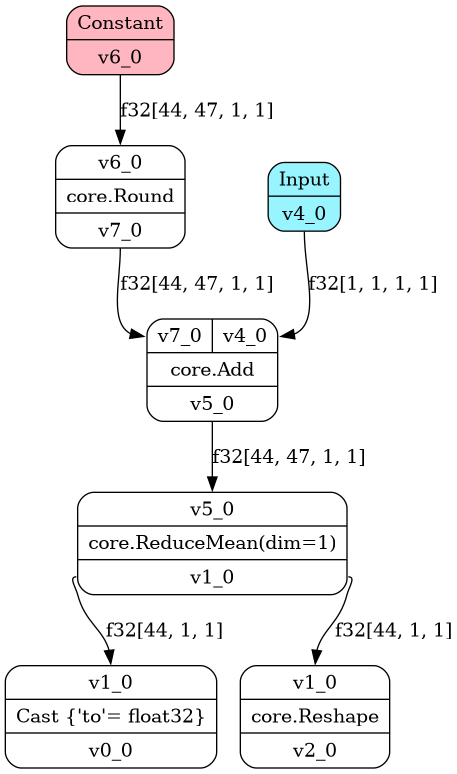 Constant
v6_0
f32[44, 47, 1, 1]
v6_0
core.Round
v7_0
Input
v4_0
f32[44, 47, 1, 1]
f32[1, 1, 1, 1]
v7_0 v4_0
core.Add
v5_0
f32[44, 47, 1, 1]
v5_0
core.ReduceMean(dim=1)
v1_0
f32[44, 1, 1]
f32[44, 1, 1]
v1_0
Cast {'to'= float32}
v0_0
v1_0
core.Reshape
v2_0